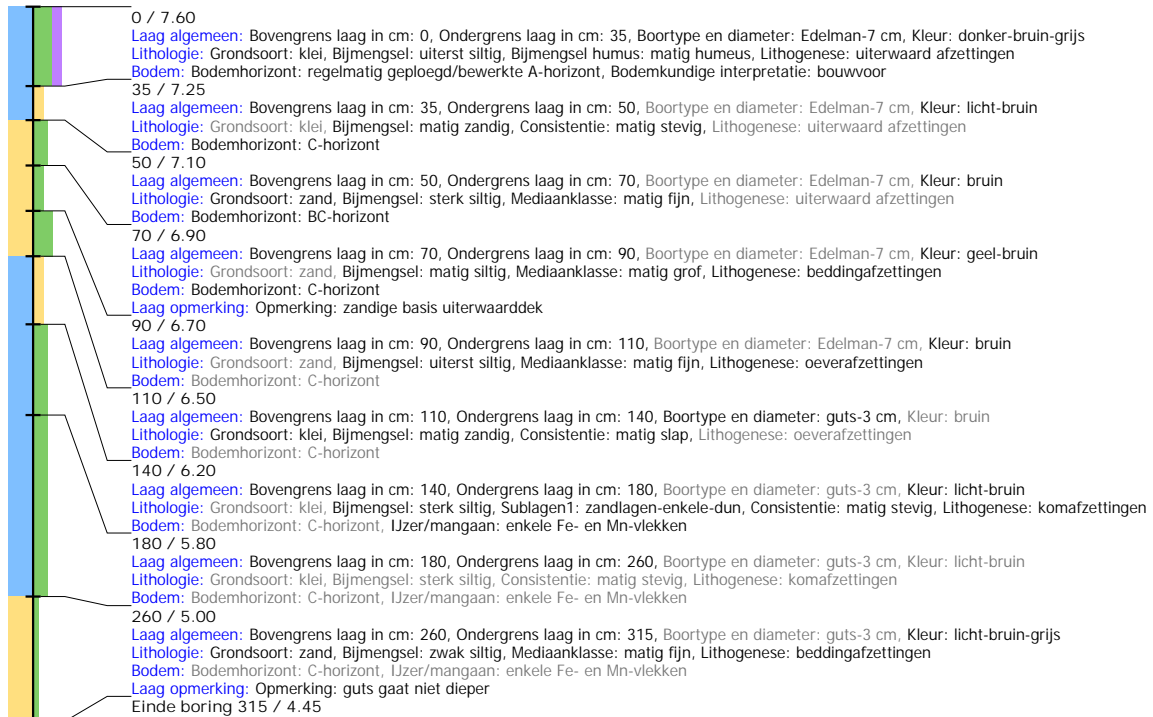 0 / 7.60
Laag algemeen: Bovengrens laag in cm: 0, Ondergrens laag in cm: 35, Boortype en diameter: Edelman-7 cm, Kleur: donker-bruin-grijs
Lithologie: Grondsoort: klei, Bijmengsel: uiterst siltig, Bijmengsel humus: matig humeus, Lithogenese: uiterwaard afzettingen
Bodem: Bodemhorizont: regelmatig geploegd/bewerkte A-horizont, Bodemkundige interpretatie: bouwvoor
35 / 7.25
Laag algemeen: Bovengrens laag in cm: 35, Ondergrens laag in cm: 50, Boortype en diameter: Edelman-7 cm, Kleur: licht-bruin
Lithologie: Grondsoort: klei, Bijmengsel: matig zandig, Consistentie: matig stevig, Lithogenese: uiterwaard afzettingen
Bodem: Bodemhorizont: C-horizont
50 / 7.10
Laag algemeen: Bovengrens laag in cm: 50, Ondergrens laag in cm: 70, Boortype en diameter: Edelman-7 cm, Kleur: bruin
Lithologie: Grondsoort: zand, Bijmengsel: sterk siltig, Mediaanklasse: matig fijn, Lithogenese: uiterwaard afzettingen
Bodem: Bodemhorizont: BC-horizont
70 / 6.90
Laag algemeen: Bovengrens laag in cm: 70, Ondergrens laag in cm: 90, Boortype en diameter: Edelman-7 cm, Kleur: geel-bruin
Lithologie: Grondsoort: zand, Bijmengsel: matig siltig, Mediaanklasse: matig grof, Lithogenese: beddingafzettingen
Bodem: Bodemhorizont: C-horizont
Laag opmerking: Opmerking: zandige basis uiterwaarddek
90 / 6.70
Laag algemeen: Bovengrens laag in cm: 90, Ondergrens laag in cm: 110, Boortype en diameter: Edelman-7 cm, Kleur: bruin
Lithologie: Grondsoort: zand, Bijmengsel: uiterst siltig, Mediaanklasse: matig fijn, Lithogenese: oeverafzettingen
Bodem: Bodemhorizont: C-horizont
110 / 6.50
Laag algemeen: Bovengrens laag in cm: 110, Ondergrens laag in cm: 140, Boortype en diameter: guts-3 cm, Kleur: bruin
Lithologie: Grondsoort: klei, Bijmengsel: matig zandig, Consistentie: matig slap, Lithogenese: oeverafzettingen
Bodem: Bodemhorizont: C-horizont
140 / 6.20
Laag algemeen: Bovengrens laag in cm: 140, Ondergrens laag in cm: 180, Boortype en diameter: guts-3 cm, Kleur: licht-bruin
Lithologie: Grondsoort: klei, Bijmengsel: sterk siltig, Sublagen1: zandlagen-enkele-dun, Consistentie: matig stevig, Lithogenese: komafzettingen
Bodem: Bodemhorizont: C-horizont, IJzer/mangaan: enkele Fe- en Mn-vlekken
180 / 5.80
Laag algemeen: Bovengrens laag in cm: 180, Ondergrens laag in cm: 260, Boortype en diameter: guts-3 cm, Kleur: licht-bruin
Lithologie: Grondsoort: klei, Bijmengsel: sterk siltig, Consistentie: matig stevig, Lithogenese: komafzettingen
Bodem: Bodemhorizont: C-horizont, IJzer/mangaan: enkele Fe- en Mn-vlekken
260 / 5.00
Laag algemeen: Bovengrens laag in cm: 260, Ondergrens laag in cm: 315, Boortype en diameter: guts-3 cm, Kleur: licht-bruin-grijs
Lithologie: Grondsoort: zand, Bijmengsel: zwak siltig, Mediaanklasse: matig fijn, Lithogenese: beddingafzettingen
Bodem: Bodemhorizont: C-horizont, IJzer/mangaan: enkele Fe- en Mn-vlekken
Laag opmerking: Opmerking: guts gaat niet dieper
Einde boring 315 / 4.45